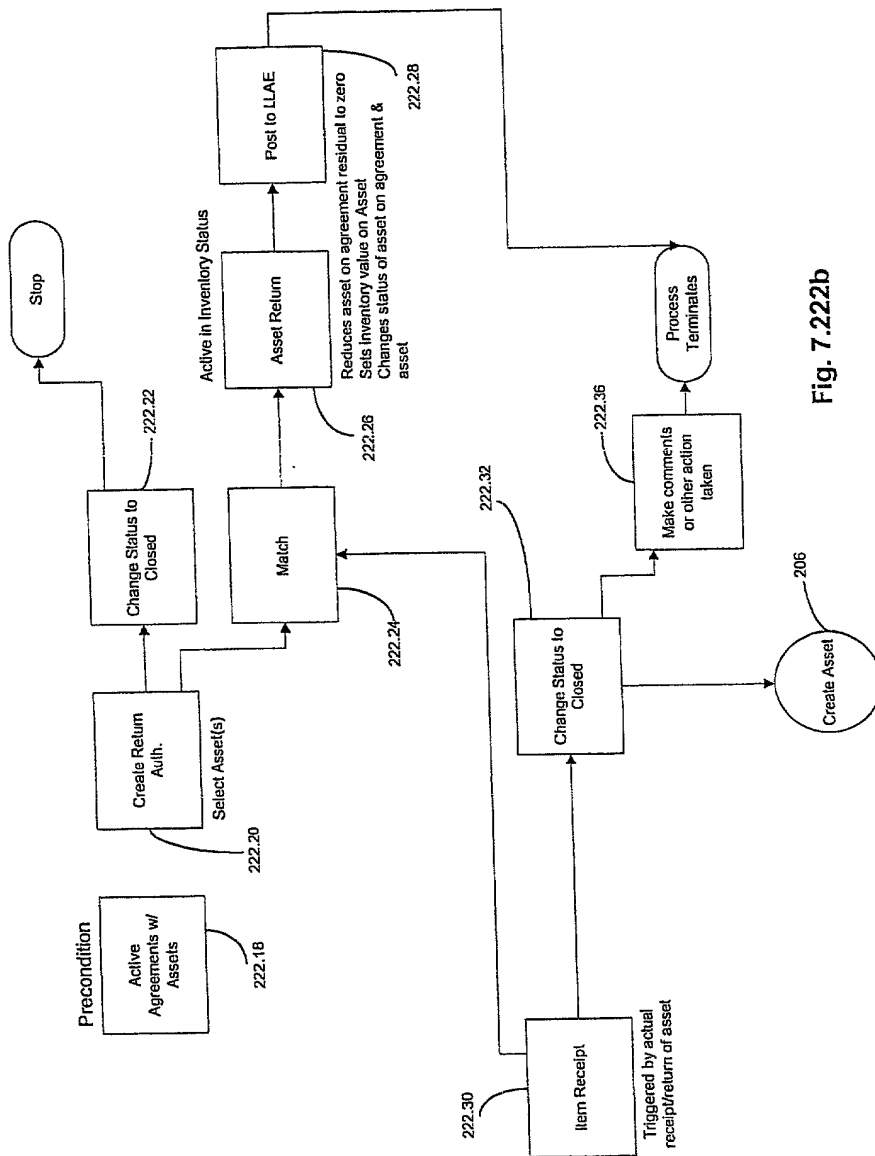 Precondition
Active
Agreements w/
Assets
222.18
Create Return
Auth.
Select Asset(s)
222.20
Change Status to
Closed
222.22
Stop
Match
222.24
Active in Inventory Status
Asset Return
222.26
Reduces asset on agreement residual to zero
Sets inventory value on Asset
Changes status of asset on agreement &
asset
Post to LLAE
222.28
Item Receipt
222.30
Triggered by actual
receipt/return of asset
Change Status to
Closed
222.32
Make comments
or other action
taken
222.36
Process
Terminates
Create Asset
206
Fig. 7.222b